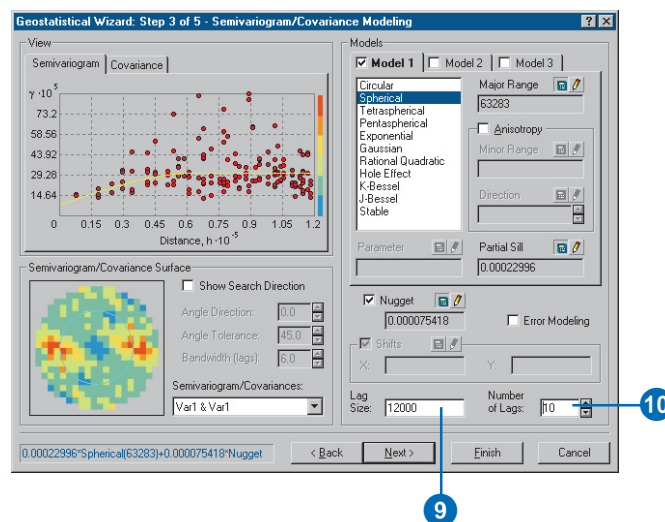 Geostatistical Wizard: Step 3 of 5 - Semivariogram/Covariance Modeling
View
Semivariogram
Covariance
γ·10⁵
73.2
58.56
43.92
29.28
14.64
0
0.15
0.3
0.45
0.6
0.75
0.9
1.05
1.2
Distance, h·10⁻⁵
Semivariogram/Covariance Surface
Show Search Direction
Angle Direction:
0.0
Angle Tolerance:
45.0
Bandwidth (lags):
6.0
Semivariogram/Covariances:
Var1 & Var1
Models
Model 1
Model 2
Model 3
Circular
Spherical
Tetraspherical
Pentaspherical
Exponential
Gaussian
Rational Quadratic
Hole Effect
K-Bessel
J-Bessel
Stable
Major Range
63283
Anisotropy
Minor Range
Direction
Parameter
Partial Sill
0.00022996
Nugget
0.000075418
Error Modeling
Shifts
X:
Y:
Lag Size:
12000
Number of Lags:
10
10
0.00022996*Spherical(63283)+0.000075418*Nugget
< Back
Next >
Finish
Cancel
9